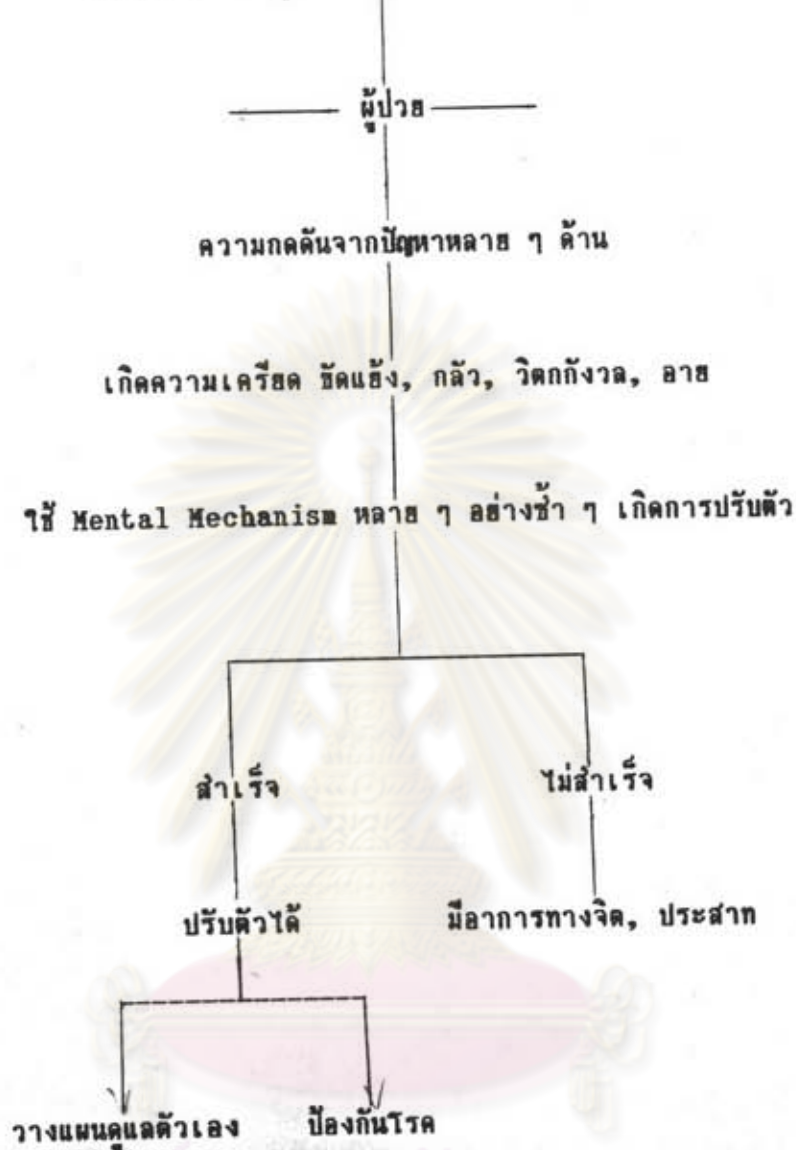 ผู้ป่วย
ความกดดันจากปัญหาหลาย ๆ ด้าน
เกิดความเครียด ขัดแย้ง, กลัว, วิตกกังวล, อาย
ใช้ Mental Mechanism หลาย ๆ อย่างซ้ำ ๆ เกิดการปรับตัว
สำเร็จ ไม่สำเร็จ
ปรับตัวได้ มีอาการทางจิต, ประสาท
วางแผนดูแลตัวเอง ป้องกันโรค